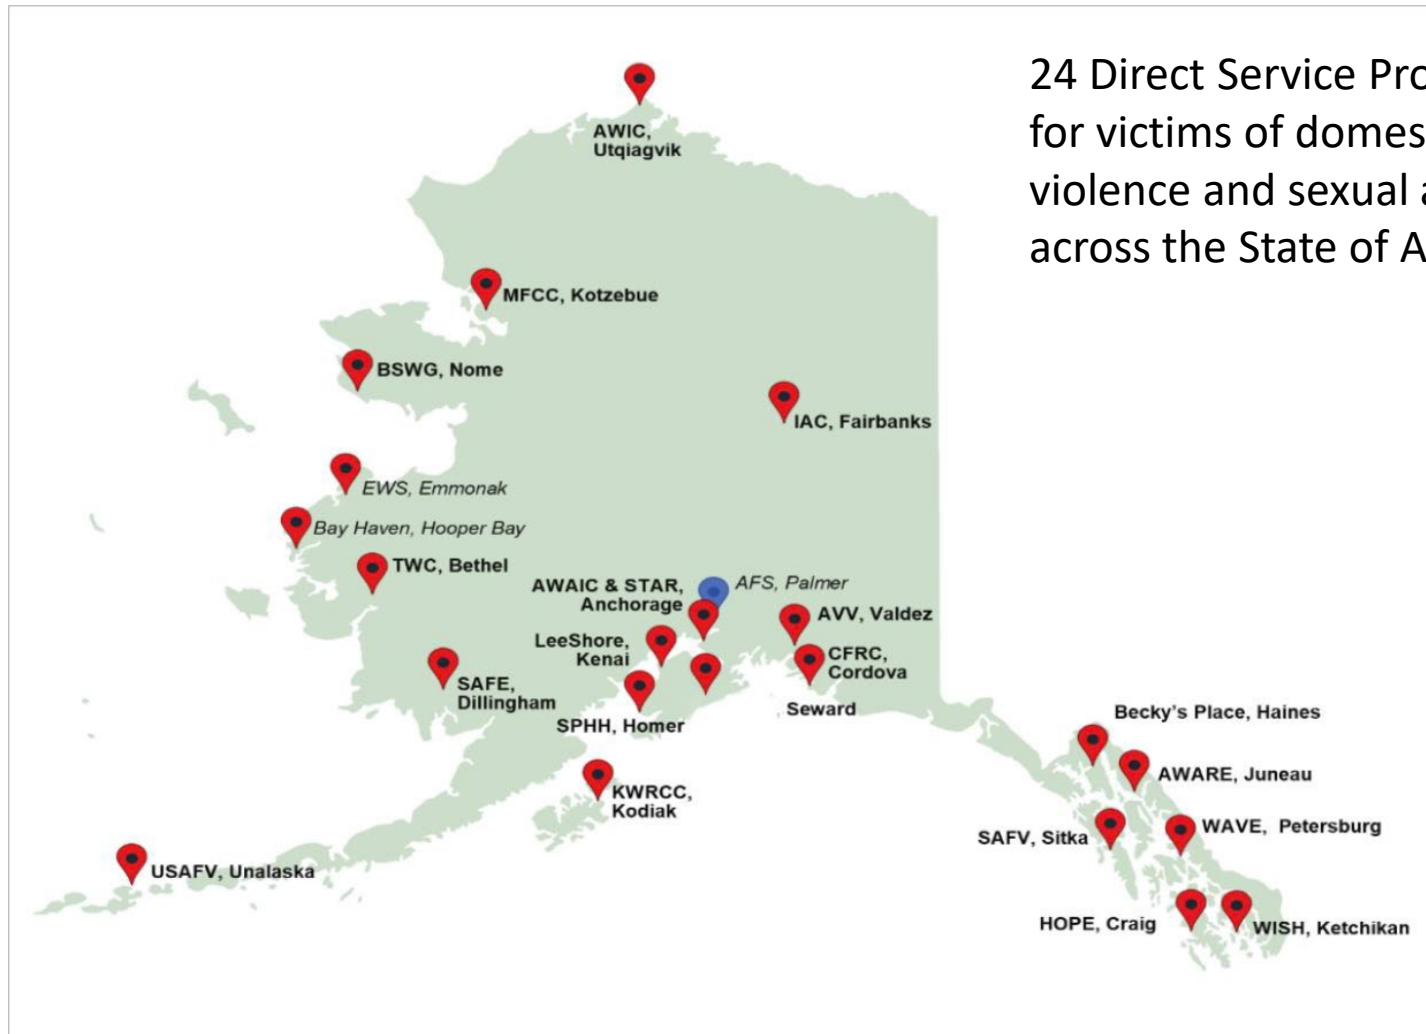 24 Direct Service Pro
for victims of domes
violence and sexual a
across the State of A
AWIC,
Utqiagvik
MFCC, Kotzebue
BSWG, Nome
IAC, Fairbanks
EWS, Emmonak
Bay Haven, Hooper Bay
TWC, Bethel
AWAIC & STAR,
Anchorage
AFS, Palmer
AVV, Valdez
LeeShore,
Kenai
CFRC,
Cordova
SAFE,
Dillingham
Seward
SPHH, Homer
Becky's Place, Haines
AWARE, Juneau
KWRCC,
Kodiak
WAVE, Petersburg
SAFV, Sitka
USAFV, Unalaska
HOPE, Craig
WISH, Ketchikan